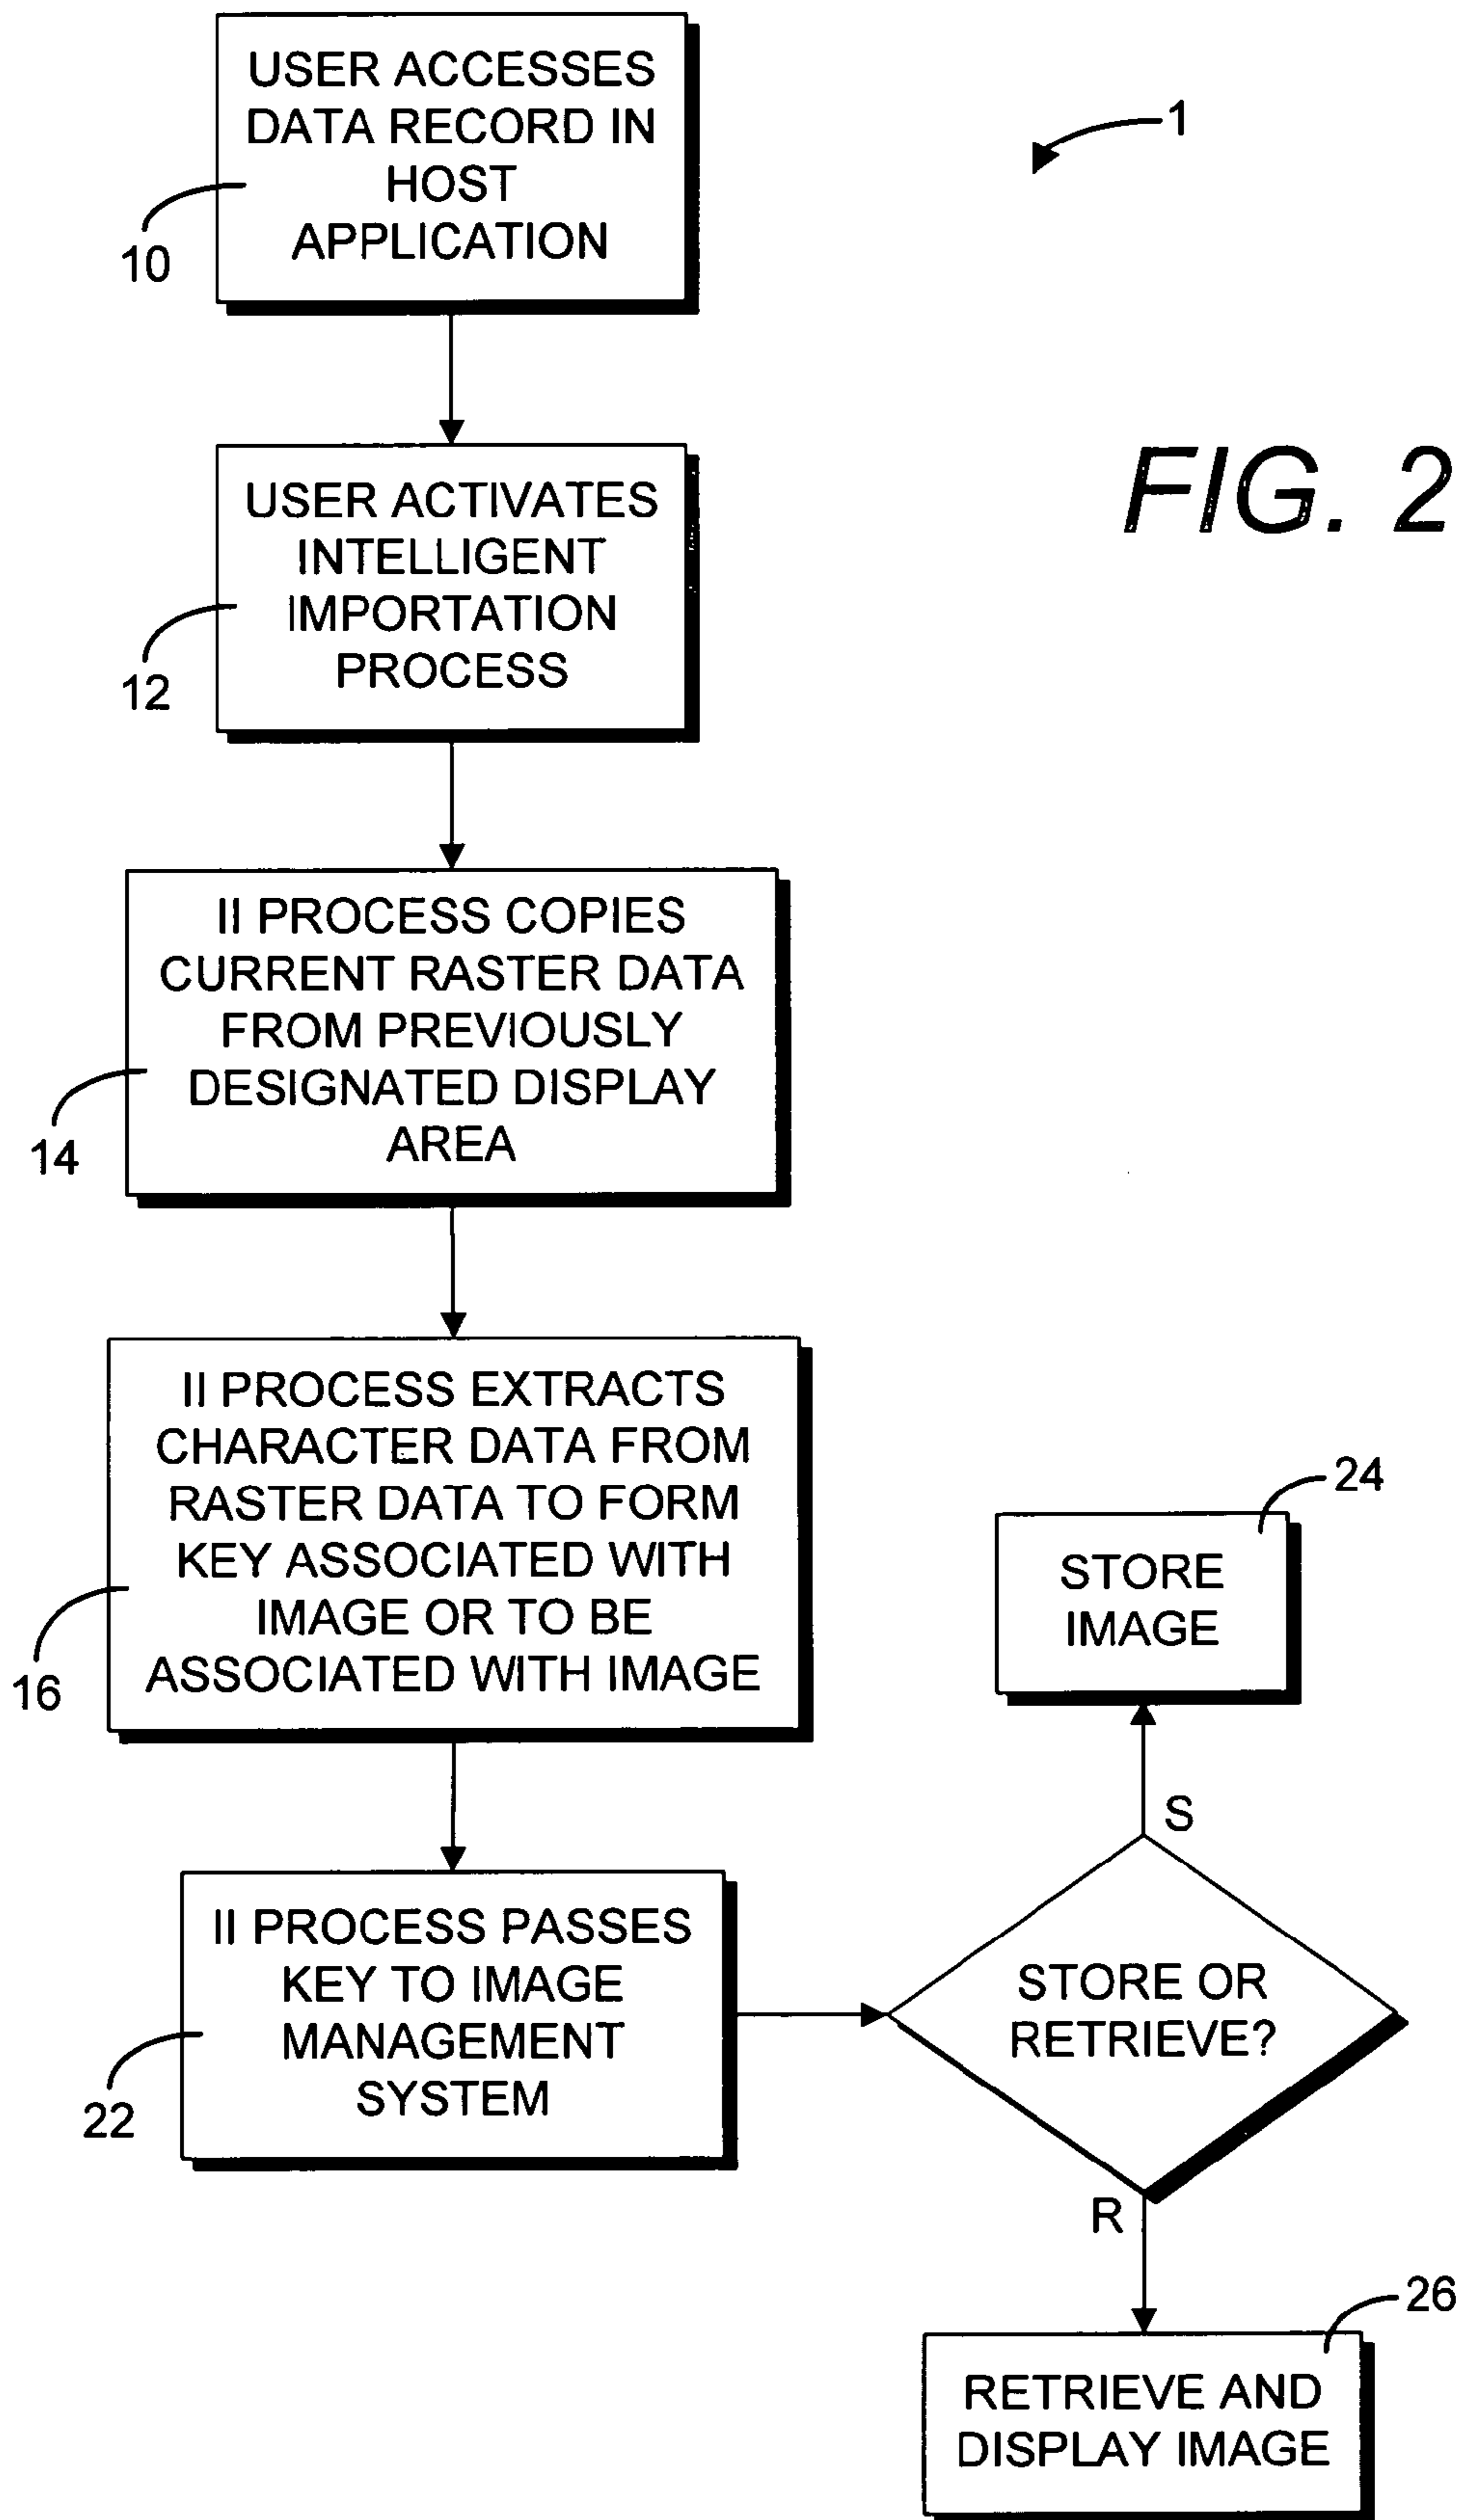 USER ACCESSES
DATA RECORD IN
HOST
APPLICATION
10
1
FIG. 2
USER ACTIVATES
INTELLIGENT
IMPORTATION
PROCESS
12
II PROCESS COPIES
CURRENT RASTER DATA
FROM PREVIOUSLY
DESIGNATED DISPLAY
AREA
14
II PROCESS EXTRACTS
CHARACTER DATA FROM
RASTER DATA TO FORM
KEY ASSOCIATED WITH
IMAGE OR TO BE
ASSOCIATED WITH IMAGE
16
II PROCESS PASSES
KEY TO IMAGE
MANAGEMENT
SYSTEM
22
STORE OR
RETRIEVE?
S
STORE
IMAGE
24
R
RETRIEVE AND
DISPLAY IMAGE
26